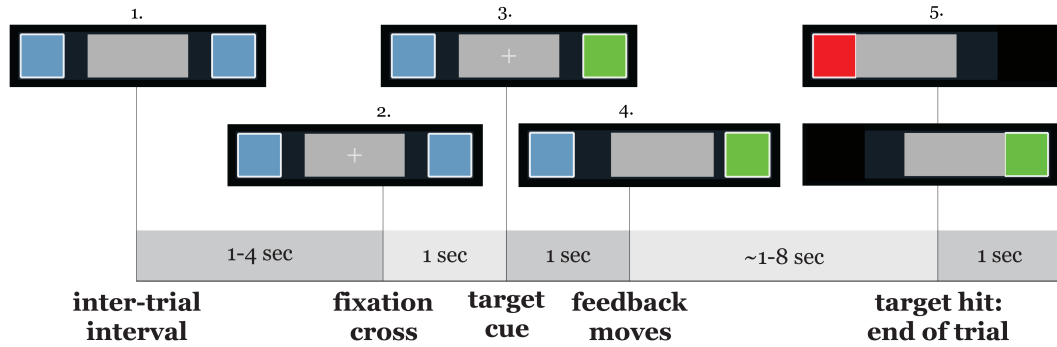 1.
3.
5.
2.
4.
1-4 sec
1 sec
1 sec
~1-8 sec
1 sec
inter-trial
interval
fixation
cross
target
cue
feedback
moves
target hit:
end of trial